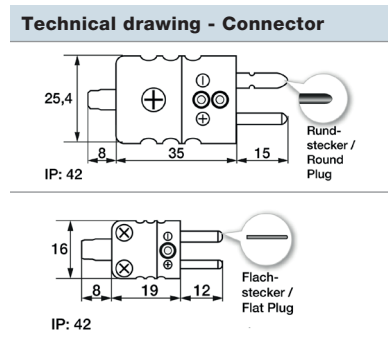 Technical drawing - Connector
25,4
8
35
15
Rund-
stecker /
Round
Plug
IP: 42
16
8
19
12
Flach-
stecker /
Flat Plug
IP: 42